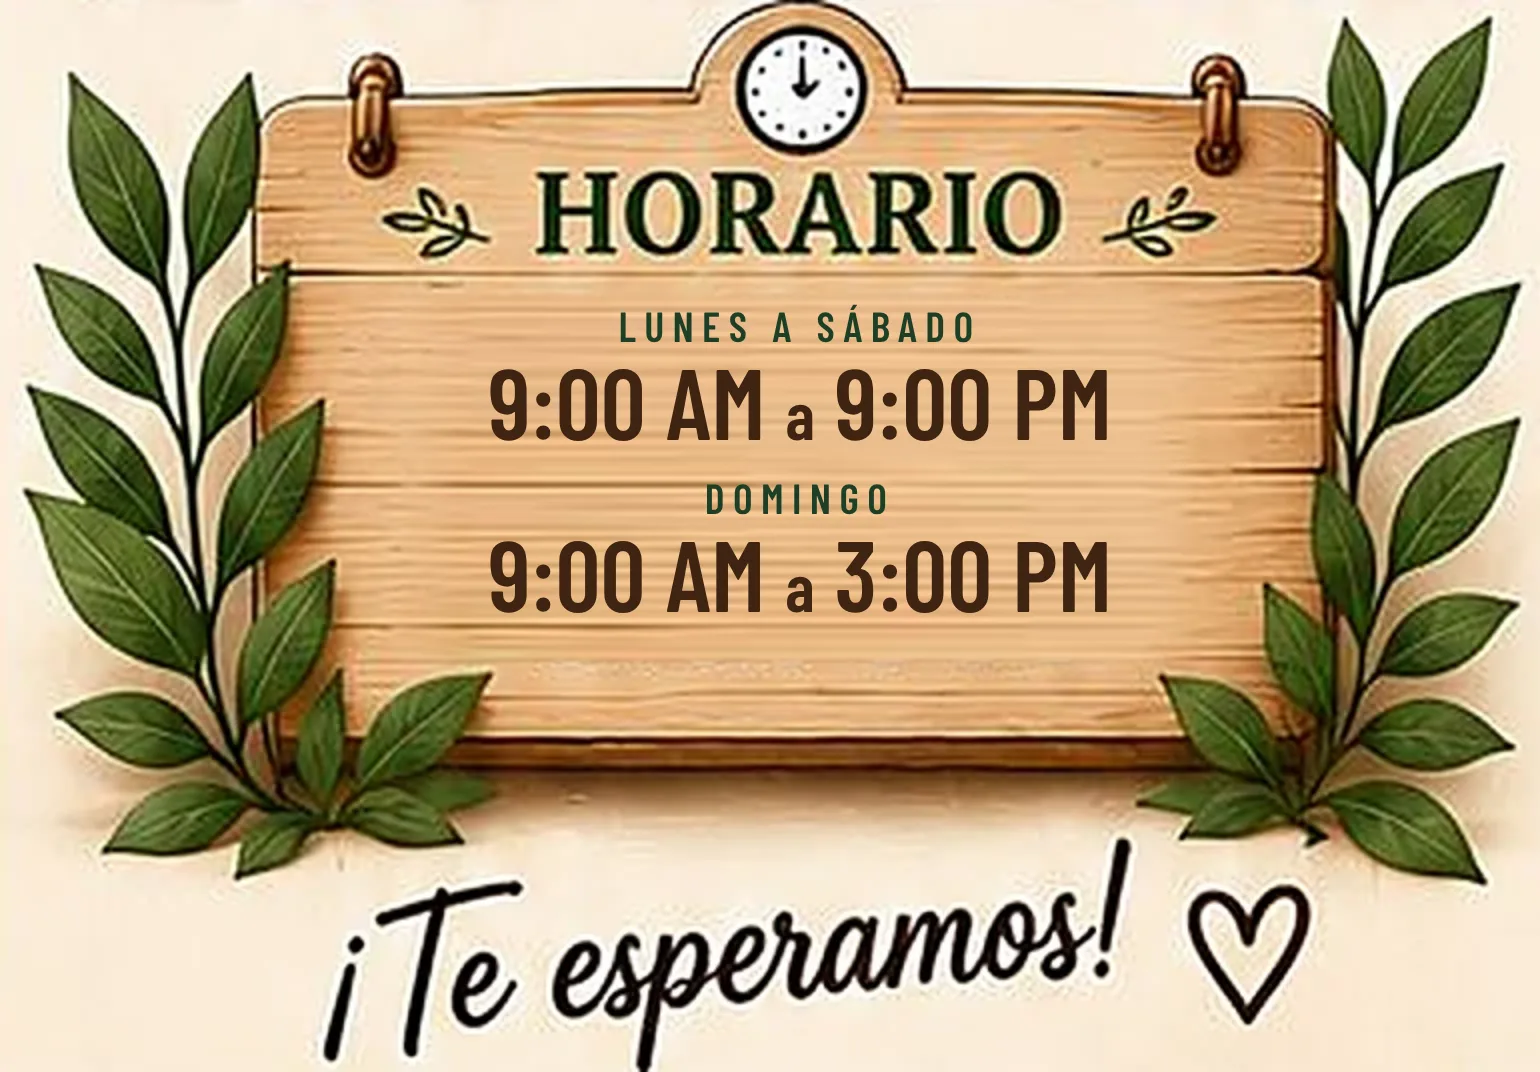 HORARIO
LUNES A SÁBADO
9:00 AM a 9:00 PM
DOMINGO
9:00 AM a 3:00 PM
¡Te esperamos!